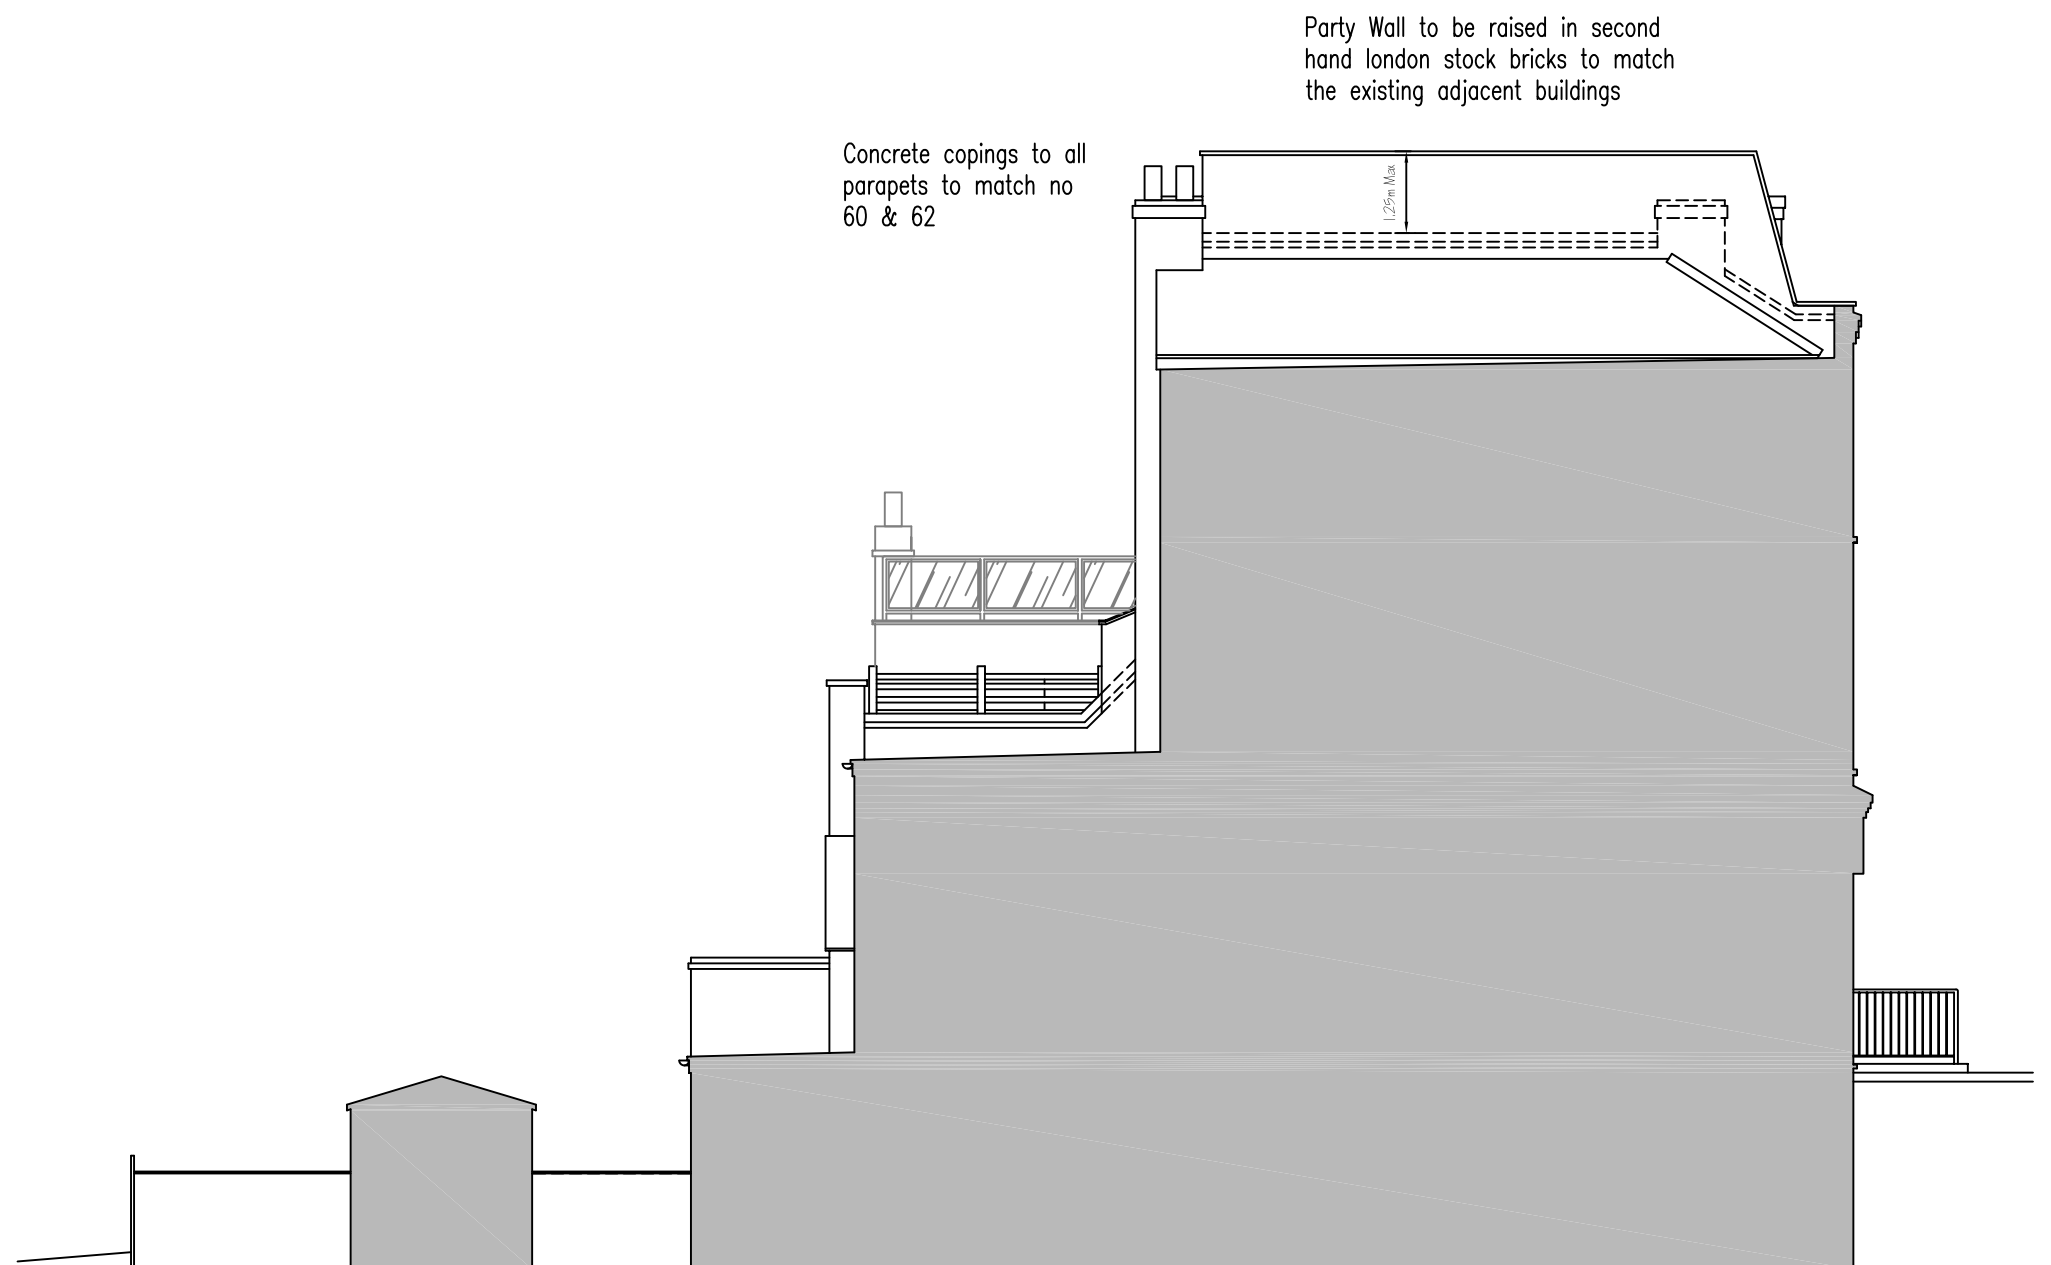 Party Wall to be raised in second
hand london stock bricks to match
the existing adjacent buildings
Concrete copings to all
parapets to match no
60 & 62
1.25m Max